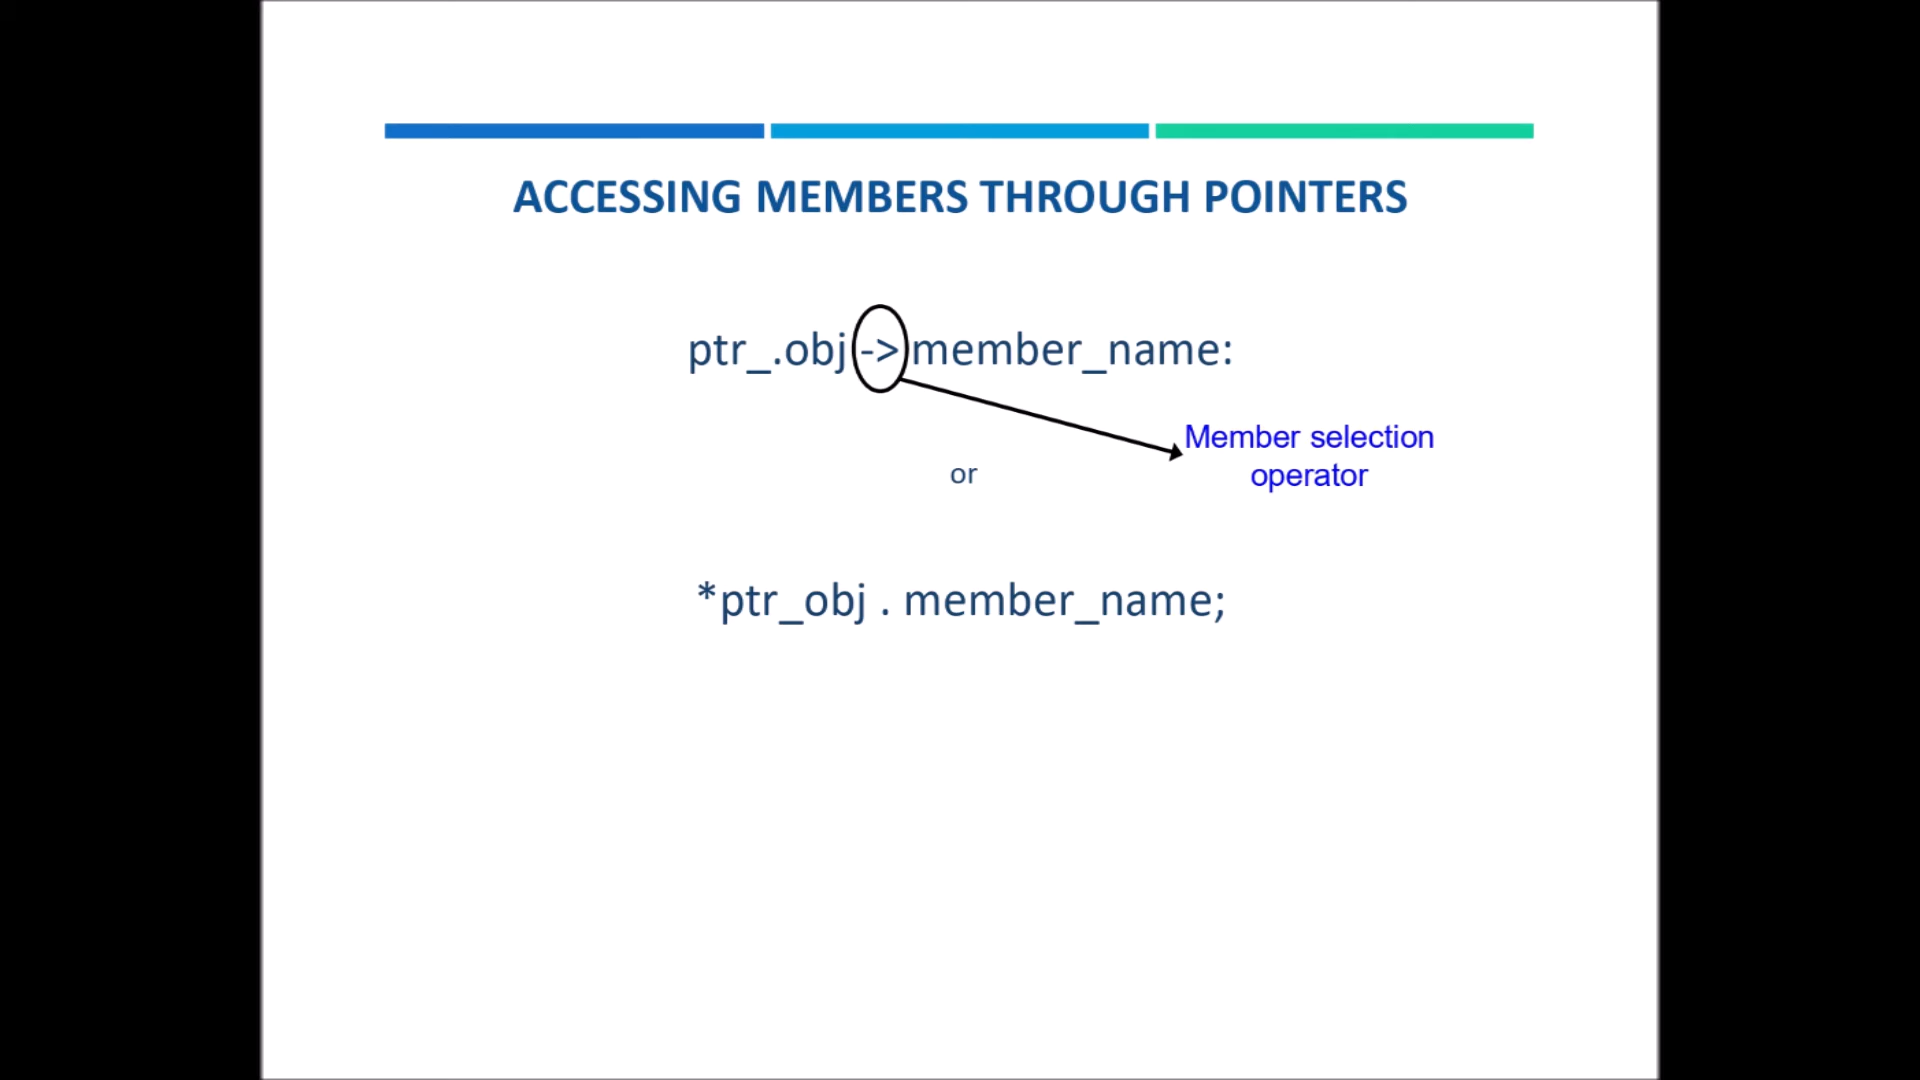 ACCESSING MEMBERS THROUGH POINTERS
ptr_.obj -> member_name:
Member selection
operator
or
*ptr_obj . member_name;